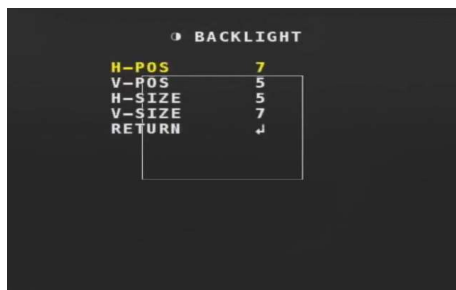 ◑ BACKLIGHT
H-POS 7
V-POS 5
H-SIZE 5
V-SIZE 7
RETURN ↲